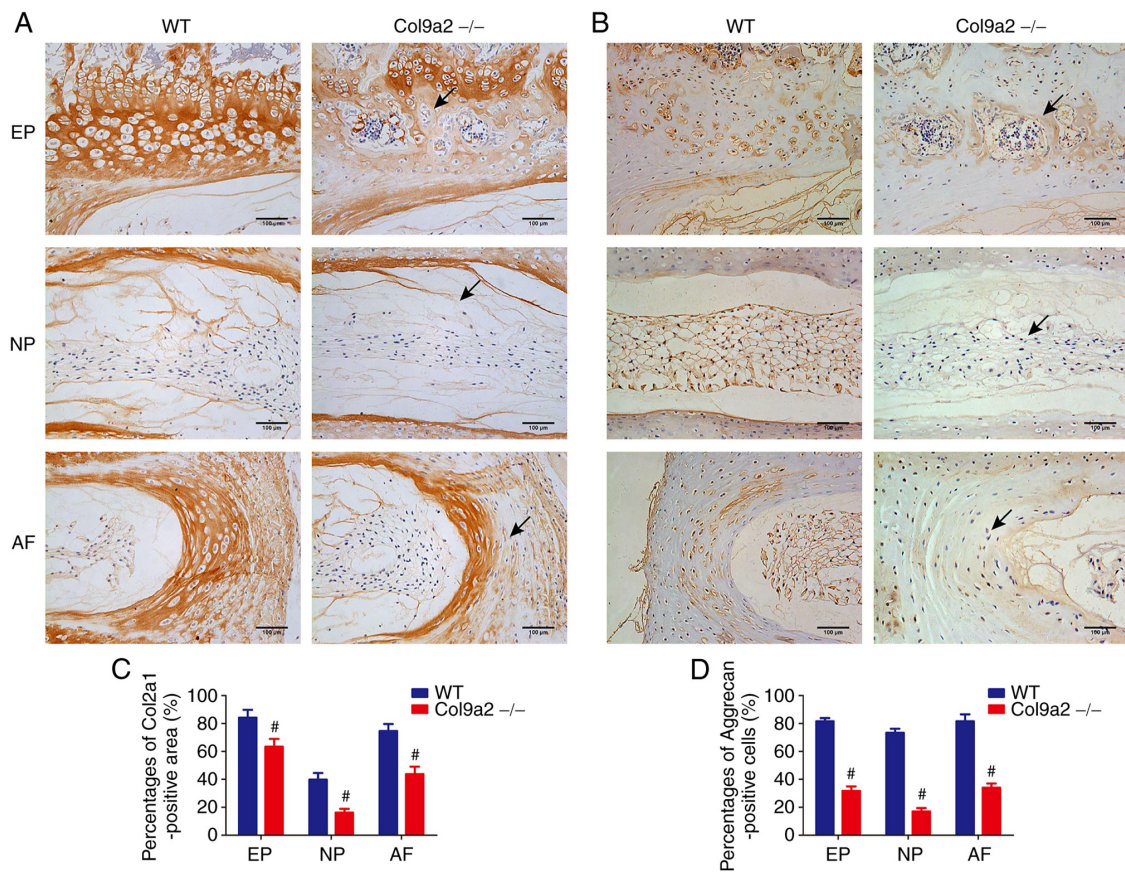 A
WT
Col9a2 −/−
B
WT
Col9a2 −/−
EP
100 μm
100 μm
100 μm
100 μm
NP
100 μm
100 μm
100 μm
100 μm
AF
100 μm
100 μm
100 μm
100 μm
C
Percentages of Col2a1
-positive area (%)
100
80
60
40
20
0
WT
Col9a2 −/−
#
#
#
EP
NP
AF
D
Percentages of Aggrecan
-positive cells (%)
100
80
60
40
20
0
WT
Col9a2 −/−
#
#
#
EP
NP
AF